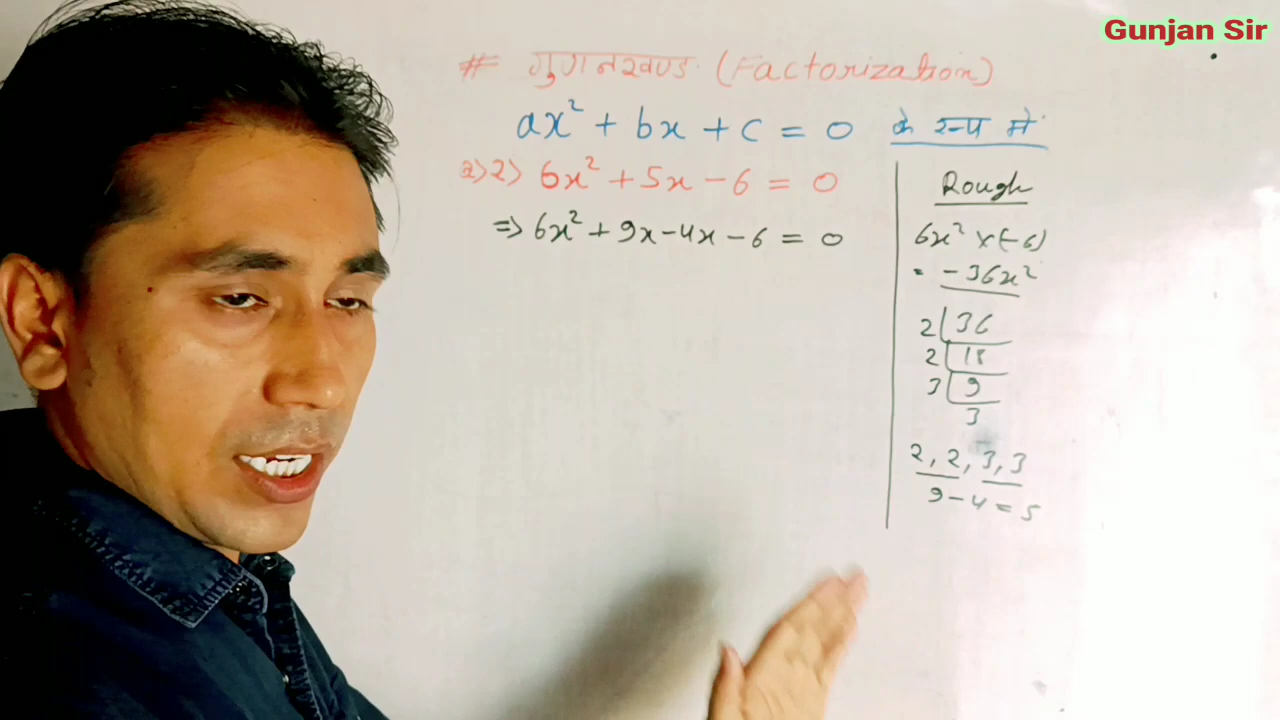 Gunjan Sir
# गुणनखण्ड (Factorization)
ax² + bx + c = 0 के रूप में
2) 6x² + 5x - 6 = 0
=> 6x² + 9x - 4x - 6 = 0
Rough
6x² × (-6)
= -36x²
2 | 36
2 | 18
3 | 9
3
2, 2, 3, 3
9 - 4 = 5